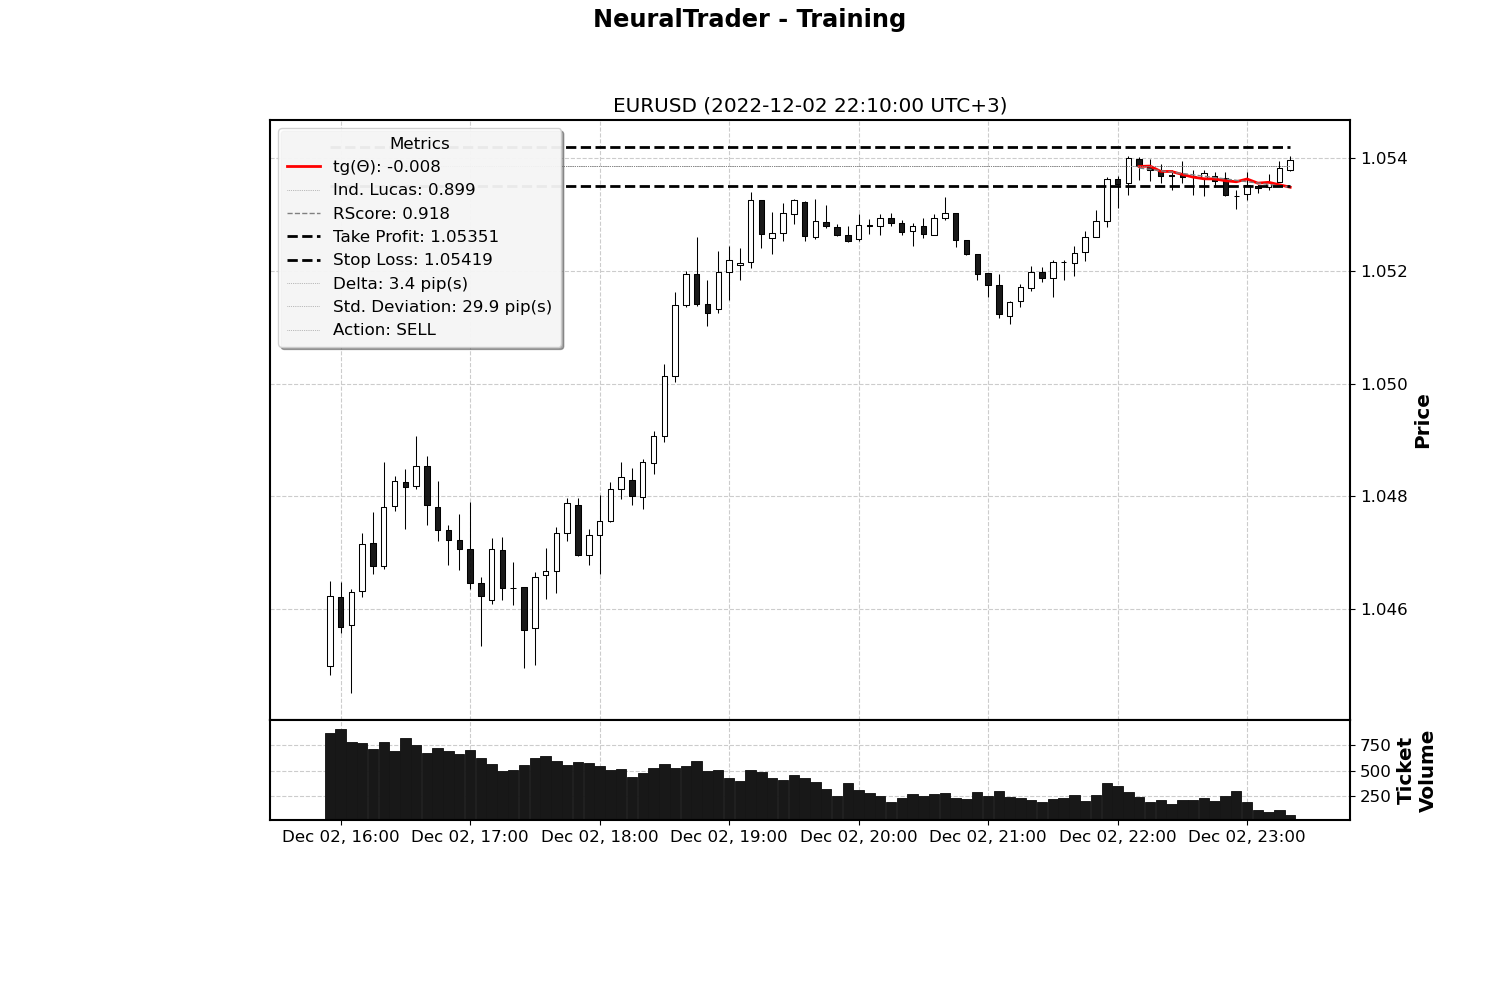 NeuralTrader - Training
EURUSD (2022-12-02 22:10:00 UTC+3)
Metrics
tg(Θ): -0.008
Ind. Lucas: 0.899
RScore: 0.918
Take Profit: 1.05351
Stop Loss: 1.05419
Delta: 3.4 pip(s)
Std. Deviation: 29.9 pip(s)
Action: SELL
1.054
1.052
1.050
1.048
1.046
Price
750
500
250
Ticket
Volume
Dec 02, 16:00 Dec 02, 17:00 Dec 02, 18:00 Dec 02, 19:00 Dec 02, 20:00 Dec 02, 21:00 Dec 02, 22:00 Dec 02, 23:00